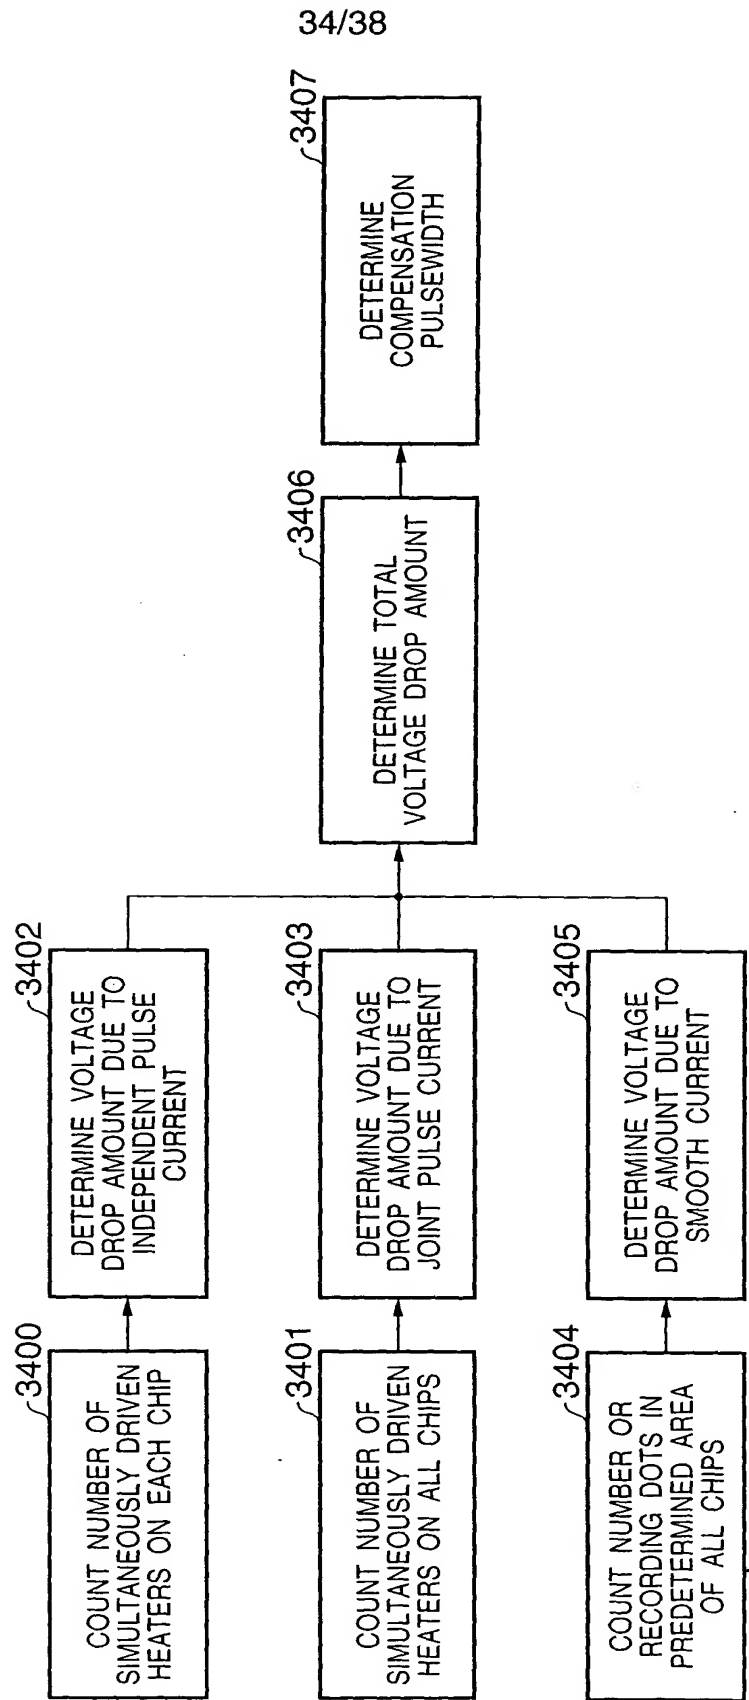 34/38
3400
COUNT NUMBER OF
SIMULTANEOUSLY DRIVEN
HEATERS ON EACH CHIP
3402
DETERMINE VOLTAGE
DROP AMOUNT DUE TO
INDEPENDENT PULSE
CURRENT
3401
COUNT NUMBER OF
SIMULTANEOUSLY DRIVEN
HEATERS ON ALL CHIPS
3403
DETERMINE VOLTAGE
DROP AMOUNT DUE TO
JOINT PULSE CURRENT
3404
COUNT NUMBER OR
RECORDING DOTS IN
PREDETERMINED AREA
OF ALL CHIPS
3405
DETERMINE VOLTAGE
DROP AMOUNT DUE TO
SMOOTH CURRENT
3406
DETERMINE TOTAL
VOLTAGE DROP AMOUNT
3407
DETERMINE
COMPENSATION
PULSEWIDTH